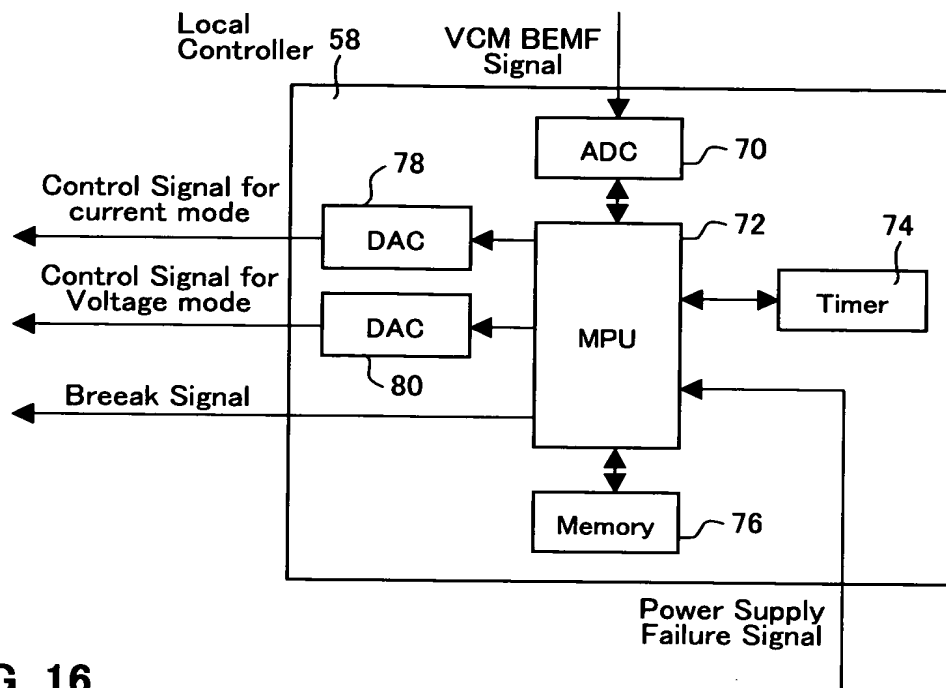 Local
Controller 58
VCM BEMF
Signal
ADC
70
78
Control Signal for
current mode
DAC
72
74
Timer
Control Signal for
Voltage mode
DAC
MPU
80
Breeak Signal
Memory
76
Power Supply
Failure Signal
G. 16